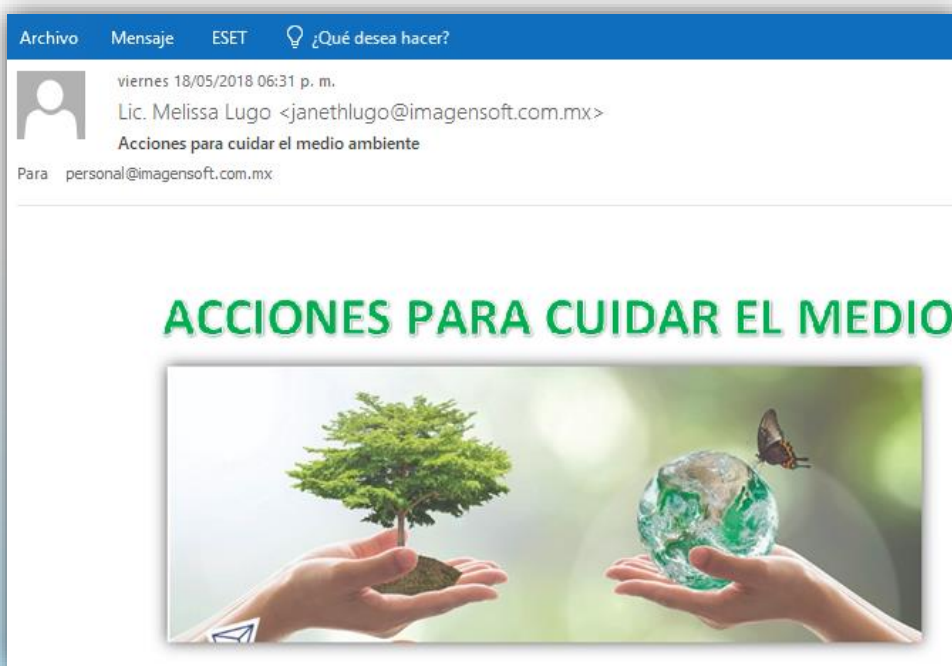 Archivo Mensaje ESET ¿Qué desea hacer?
viernes 18/05/2018 06:31 p. m.
Lic. Melissa Lugo <janethlugo@imagensoft.com.mx>
Acciones para cuidar el medio ambiente
Para personal@imagensoft.com.mx
ACCIONES PARA CUIDAR EL MEDIO